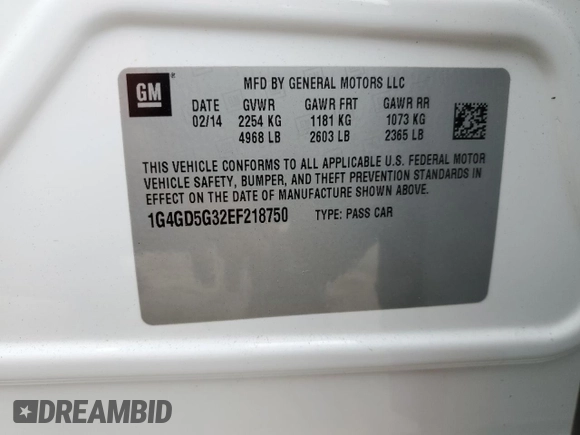 GM
MFD BY GENERAL MOTORS LLC
DATE GVWR GAWR FRT GAWR RR
02/14 2254 KG 1181 KG 1073 KG
4968 LB 2603 LB 2365 LB
THIS VEHICLE CONFORMS TO ALL APPLICABLE U.S. FEDERAL MOTOR
VEHICLE SAFETY, BUMPER, AND THEFT PREVENTION STANDARDS IN
EFFECT ON THE DATE OF MANUFACTURE SHOWN ABOVE.
1G4GD5G32EF218750 TYPE: PASS CAR
DREAMBID